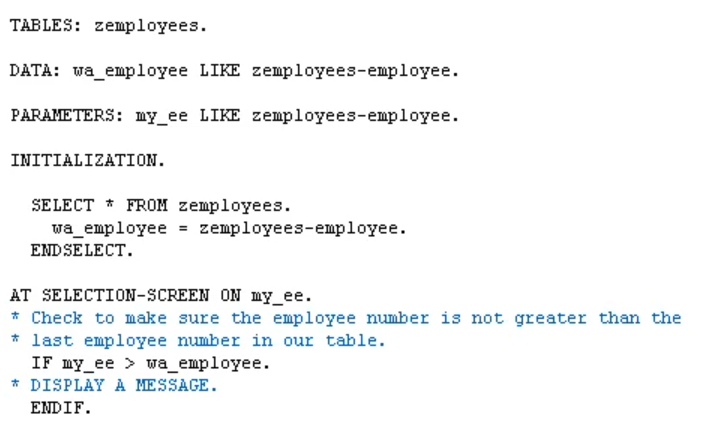 TABLES: zemployees.
DATA: wa_employee LIKE zemployees-employee.
PARAMETERS: my_ee LIKE zemployees-employee.
INITIALIZATION.
SELECT * FROM zemployees.
wa_employee = zemployees-employee.
ENDSELECT.
AT SELECTION-SCREEN ON my_ee.
* Check to make sure the employee number is not greater than the
* last employee number in our table.
IF my_ee > wa_employee.
* DISPLAY A MESSAGE.
ENDIF.